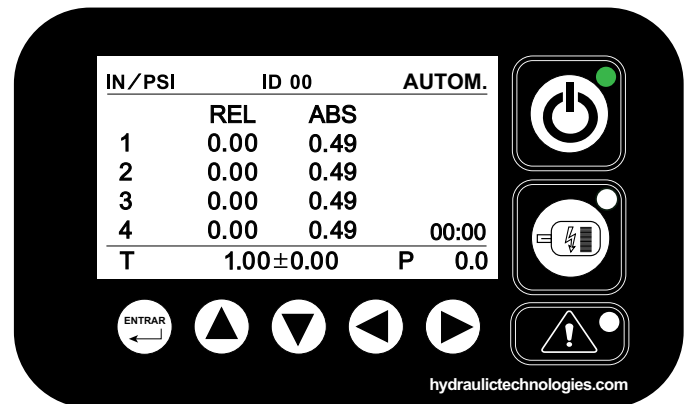 IN/PSI ID 00 AUTOM.
REL ABS
1 0.00 0.49
2 0.00 0.49
3 0.00 0.49
4 0.00 0.49 00:00
T 1.00±0.00 P 0.0
ENTRAR
hydraulictechnologies.com